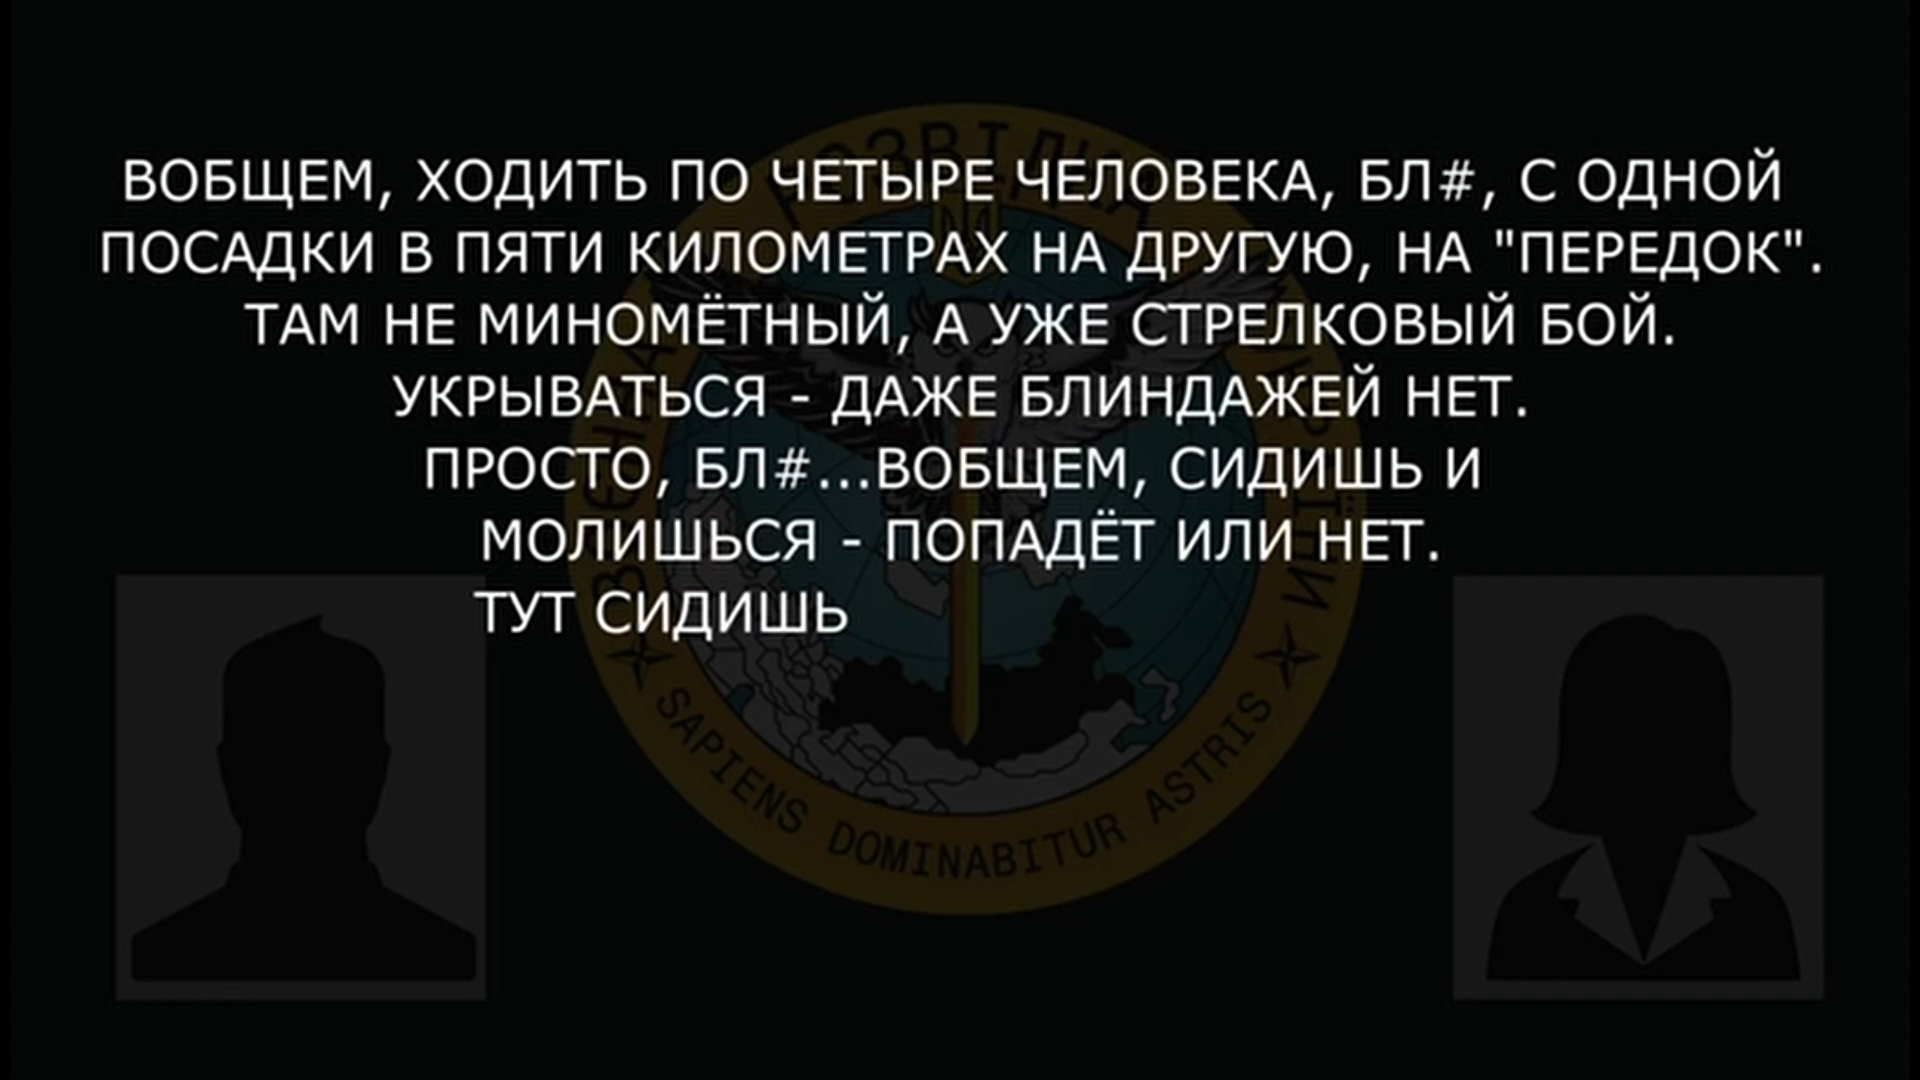 ВОБЩЕМ, ХОДИТЬ ПО ЧЕТЫРЕ ЧЕЛОВЕКА, БЛ#, С ОДНОЙ
ПОСАДКИ В ПЯТИ КИЛОМЕТРАХ НА ДРУГУЮ, НА "ПЕРЕДОК".
ТАМ НЕ МИНОМЁТНЫЙ, А УЖЕ СТРЕЛКОВЫЙ БОЙ.
УКРЫВАТЬСЯ - ДАЖЕ БЛИНДАЖЕЙ НЕТ.
ПРОСТО, БЛ#...ВОБЩЕМ, СИДИШЬ И
МОЛИШЬСЯ - ПОПАДЁТ ИЛИ НЕТ.
ТУТ СИДИШЬ
SAPIENS DOMINABITUR ASTRIS